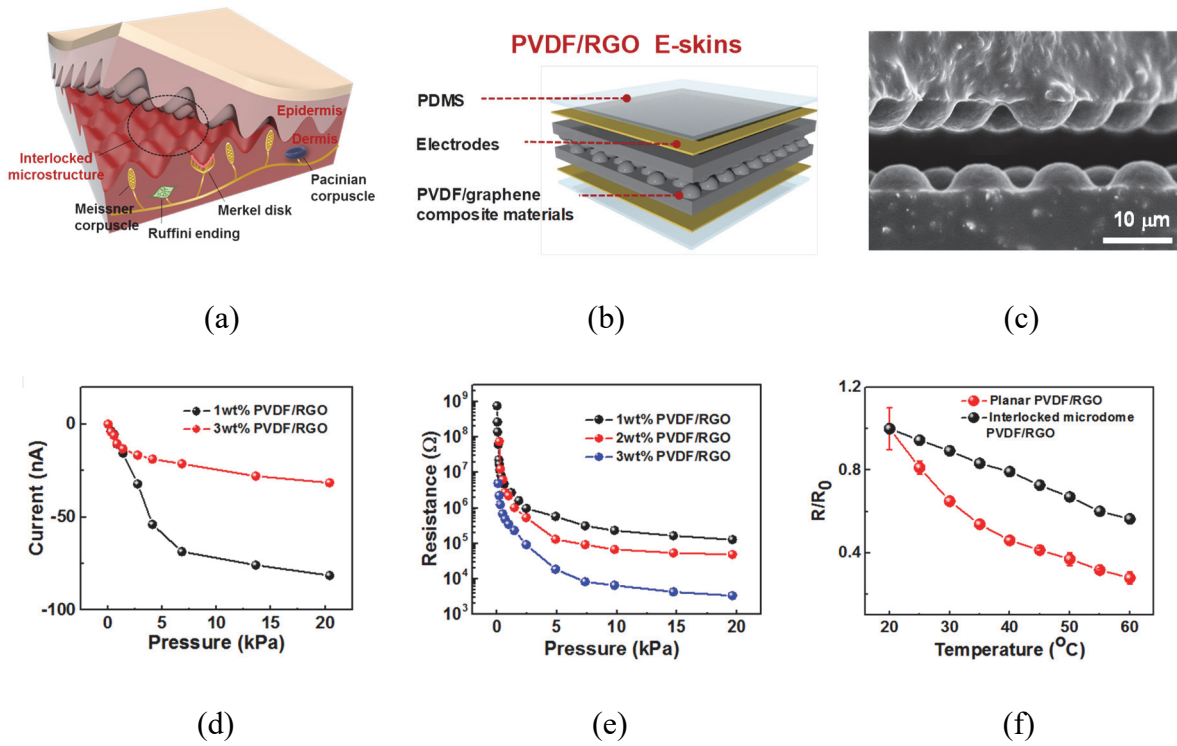 Epidermis
Dermis
Interlocked
microstructure
Meissner
corpuscle
Ruffini ending
Merkel disk
Pacinian
corpuscle
(a)
PVDF/RGO E-skins
PDMS
Electrodes
PVDF/graphene
composite materials
(b)
10 μm
(c)
Current (nA)
0
-50
-100
1wt% PVDF/RGO
3wt% PVDF/RGO
0 5 10 15 20
Pressure (kPa)
(d)
Resistance (Ω)
10⁹
10⁸
10⁷
10⁶
10⁵
10⁴
10³
1wt% PVDF/RGO
2wt% PVDF/RGO
3wt% PVDF/RGO
0 5 10 15 20
Pressure (kPa)
(e)
R/R₀
1.2
0.8
0.4
Planar PVDF/RGO
Interlocked microdome
PVDF/RGO
20 30 40 50 60
Temperature (°C)
(f)